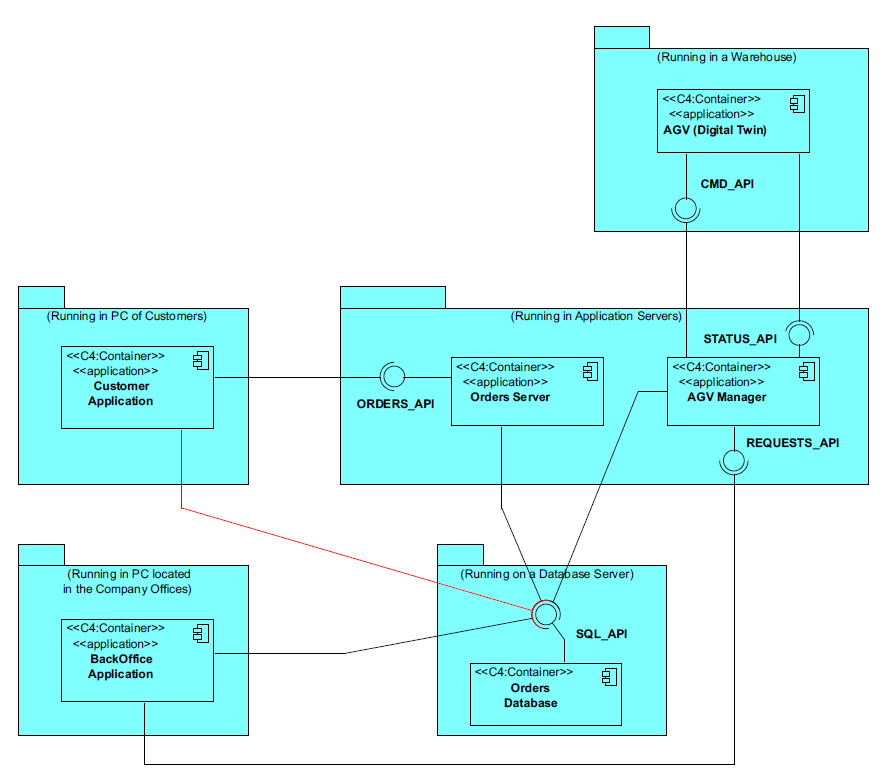 (Running in a Warehouse)
<<C4:Container>>
<<application>>
AGV (Digital Twin)
CMD_API
(Running in PC of Customers)
<<C4:Container>>
<<application>>
Customer
Application
(Running in Application Servers)
ORDERS_API
<<C4:Container>>
<<application>>
Orders Server
STATUS_API
<<C4:Container>>
<<application>>
AGV Manager
REQUESTS_API
(Running in PC located
in the Company Offices)
<<C4:Container>>
<<application>>
BackOffice
Application
(Running on a Database Server)
SQL_API
<<C4:Container>>
Orders
Database